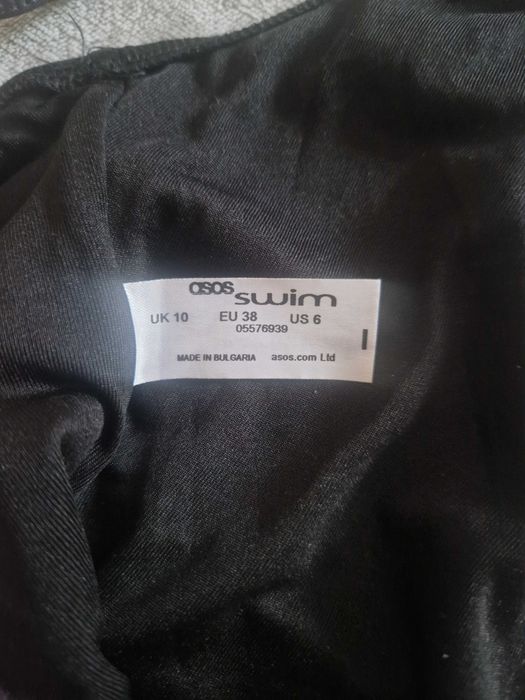 asos swim
UK 10 EU 38 US 6
05576939
MADE IN BULGARIA asos.com Ltd